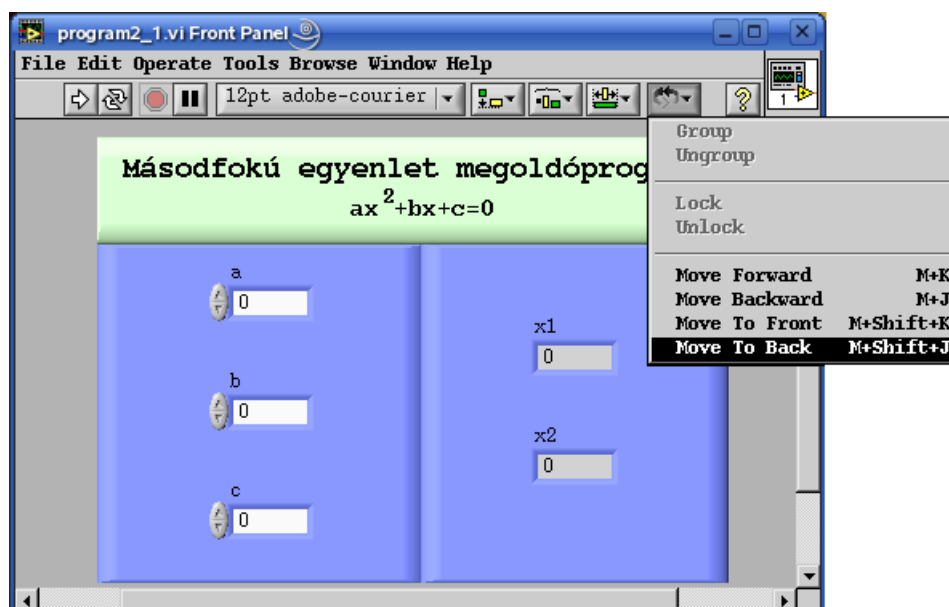 program2_1.vi Front Panel
File Edit Operate Tools Browse Window Help
12pt adobe-courier
1
Másodfokú egyenlet megoldóprog
ax²+bx+c=0
Group
Ungroup
Lock
Unlock
Move Forward M+K
Move Backward M+J
Move To Front M+Shift+K
Move To Back M+Shift+J
a
0
b
0
c
0
x1
0
x2
0